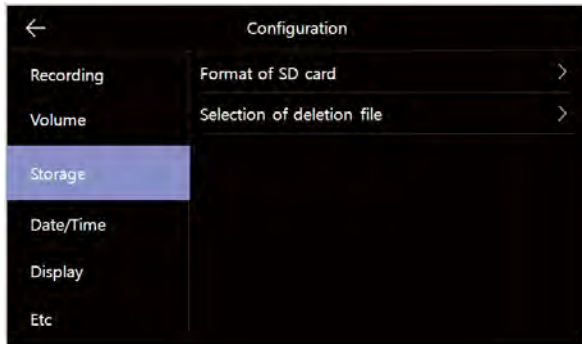 Configuration
Recording
Volume
Storage
Date/Time
Display
Etc
Format of SD card
Selection of deletion file